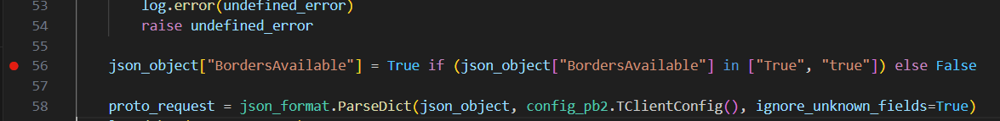 53 log.error(undefined_error)
54 raise undefined_error
55
56 json_object["BordersAvailable"] = True if (json_object["BordersAvailable"] in ["True", "true"]) else False
57
58 proto_request = json_format.ParseDict(json_object, config_pb2.TClientConfig(), ignore_unknown_fields=True)